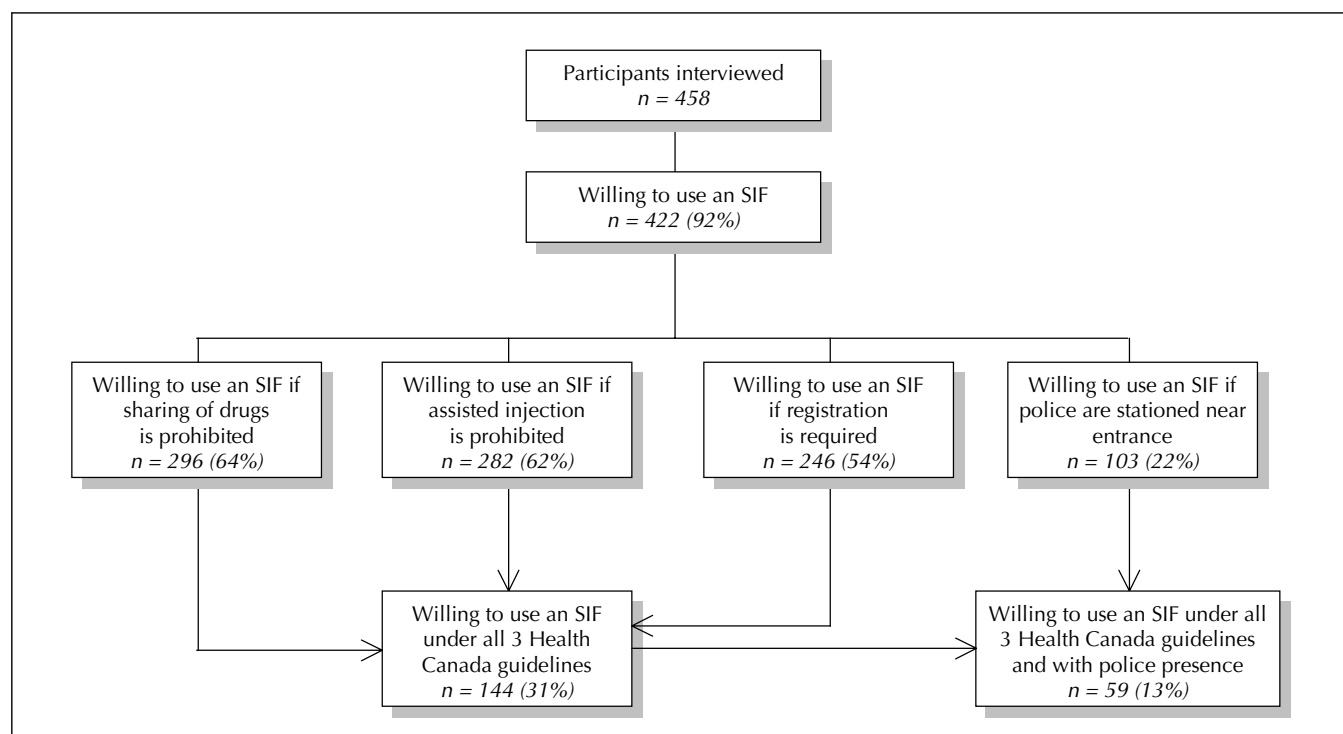 Participants interviewed
n = 458
Willing to use an SIF
n = 422 (92%)
Willing to use an SIF if
sharing of drugs
is prohibited
n = 296 (64%)
Willing to use an SIF if
assisted injection
is prohibited
n = 282 (62%)
Willing to use an SIF
if registration
is required
n = 246 (54%)
Willing to use an SIF if
police are stationed near
entrance
n = 103 (22%)
Willing to use an SIF
under all 3 Health
Canada guidelines
n = 144 (31%)
Willing to use an SIF under all
3 Health Canada guidelines
and with police presence
n = 59 (13%)